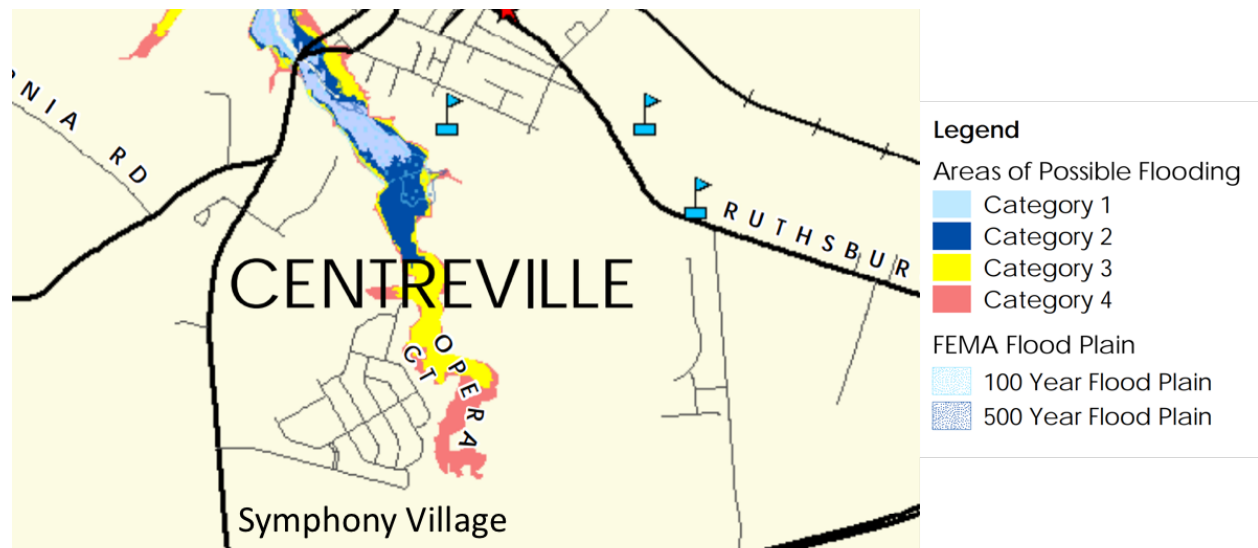 RNIA RD
RUTHSBUR
CENTREVILLE
OPERA
CT
Symphony Village
Legend
Areas of Possible Flooding
Category 1
Category 2
Category 3
Category 4
FEMA Flood Plain
100 Year Flood Plain
500 Year Flood Plain